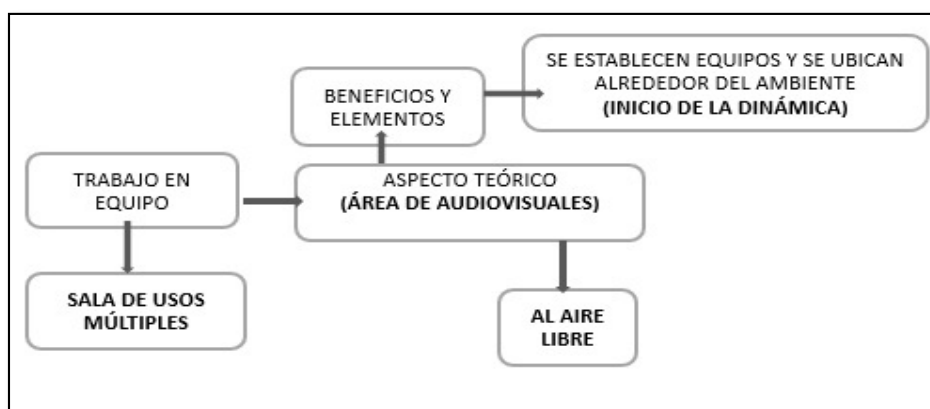 SE ESTABLECEN EQUIPOS Y SE UBICAN
ALREDEDOR DEL AMBIENTE
(INICIO DE LA DINÁMICA)
BENEFICIOS Y
ELEMENTOS
TRABAJO EN
EQUIPO
ASPECTO TEÓRICO
(ÁREA DE AUDIOVISUALES)
SALA DE USOS
MÚLTIPLES
AL AIRE
LIBRE